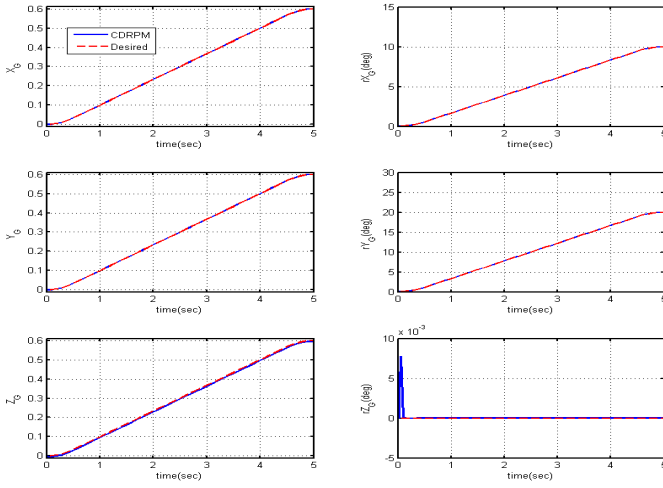 0.6
0.5
0.4
0.3
0.2
0.1
0
X_G
CDRPM
Desired
0 1 2 3 4 5
time(sec)
15
10
5
0
rX_G(deg)
0 1 2 3 4 5
time(sec)
0.6
0.5
0.4
0.3
0.2
0.1
0
Y_G
0 1 2 3 4 5
time(sec)
30
25
20
15
10
5
0
rY_G(deg)
0 1 2 3 4 5
time(sec)
0.6
0.5
0.4
0.3
0.2
0.1
0
Z_G
0 1 2 3 4 5
time(sec)
x 10^-3
10
5
0
-5
rZ_G(deg)
0 1 2 3 4 5
time(sec)